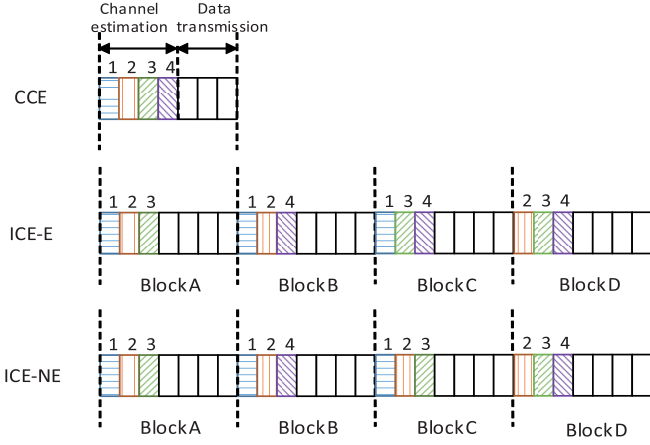 Channel estimation
Data transmission
1 2 3 4
CCE
1 2 3
1 2 4
1 3 4
2 3 4
ICE-E
BlockA
BlockB
BlockC
BlockD
1 2 3
1 2 4
1 2 3
2 3 4
ICE-NE
BlockA
BlockB
BlockC
BlockD